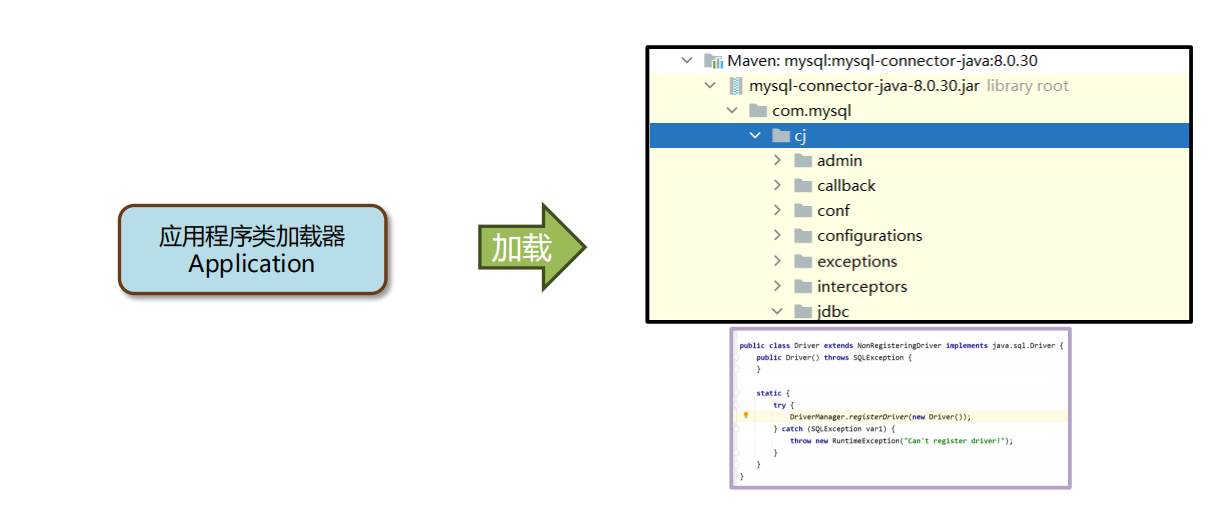 应用程序类加载器
Application
加载
Maven: mysql:mysql-connector-java:8.0.30
mysql-connector-java-8.0.30.jar library root
com.mysql
cj
admin
callback
conf
configurations
exceptions
interceptors
jdbc
public class Driver extends NonRegisteringDriver implements java.sql.Driver {
public Driver() throws SQLException {
}
static {
try {
DriverManager.registerDriver(new Driver());
} catch (SQLException var1) {
throw new RuntimeException("Can't register driver!");
}
}
}